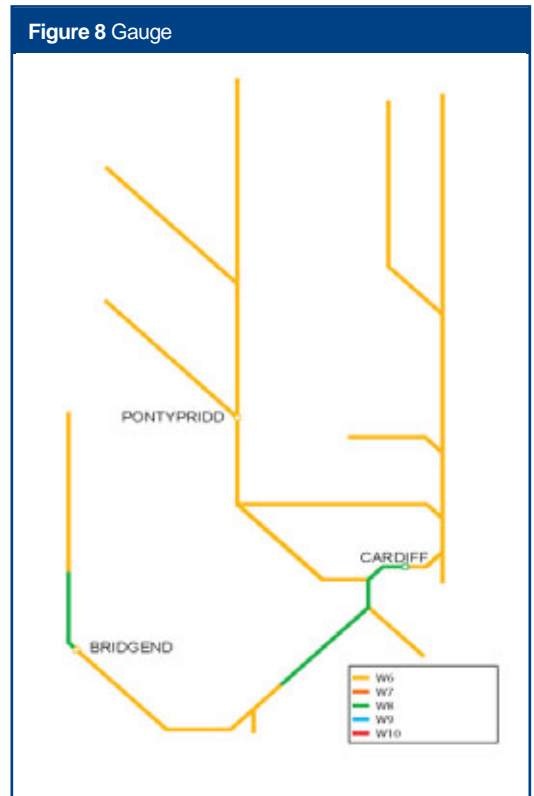 Figure 8 Gauge
PONTYPRIDD
CARDIFF
BRIDGEND
W6
W7
W8
W9
W10